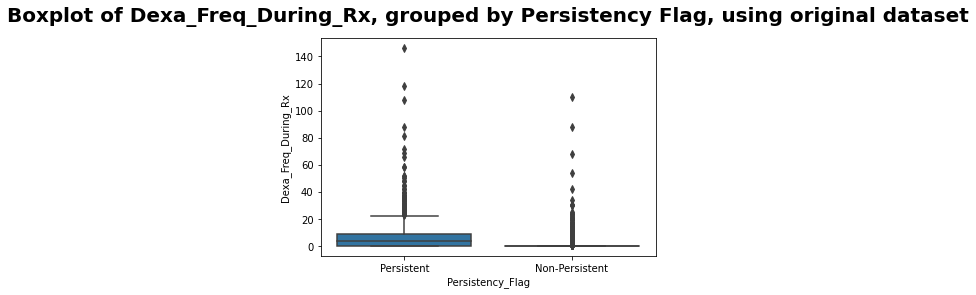 Boxplot of Dexa_Freq_During_Rx, grouped by Persistency Flag, using original dataset
140
120
100
80
60
40
20
0
Dexa_Freq_During_Rx
Persistent
Non-Persistent
Persistency_Flag